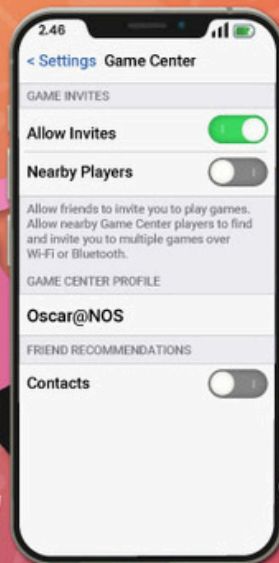 2.46
< Settings Game Center
GAME INVITES
Allow Invites
Nearby Players
Allow friends to invite you to play games.
Allow nearby Game Center players to find
and invite you to multiple games over
Wi-Fi or Bluetooth.
GAME CENTER PROFILE
Oscar@NOS
FRIEND RECOMMENDATIONS
Contacts